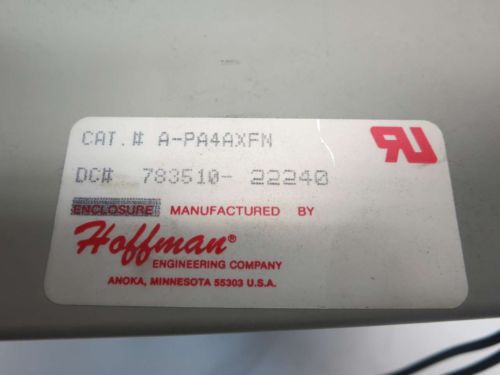 CAT.# A-PA4AXFN
DC# 783510-22240
ENCLOSURE MANUFACTURED BY
Hoffman®
ENGINEERING COMPANY
ANOKA, MINNESOTA 55303 U.S.A.